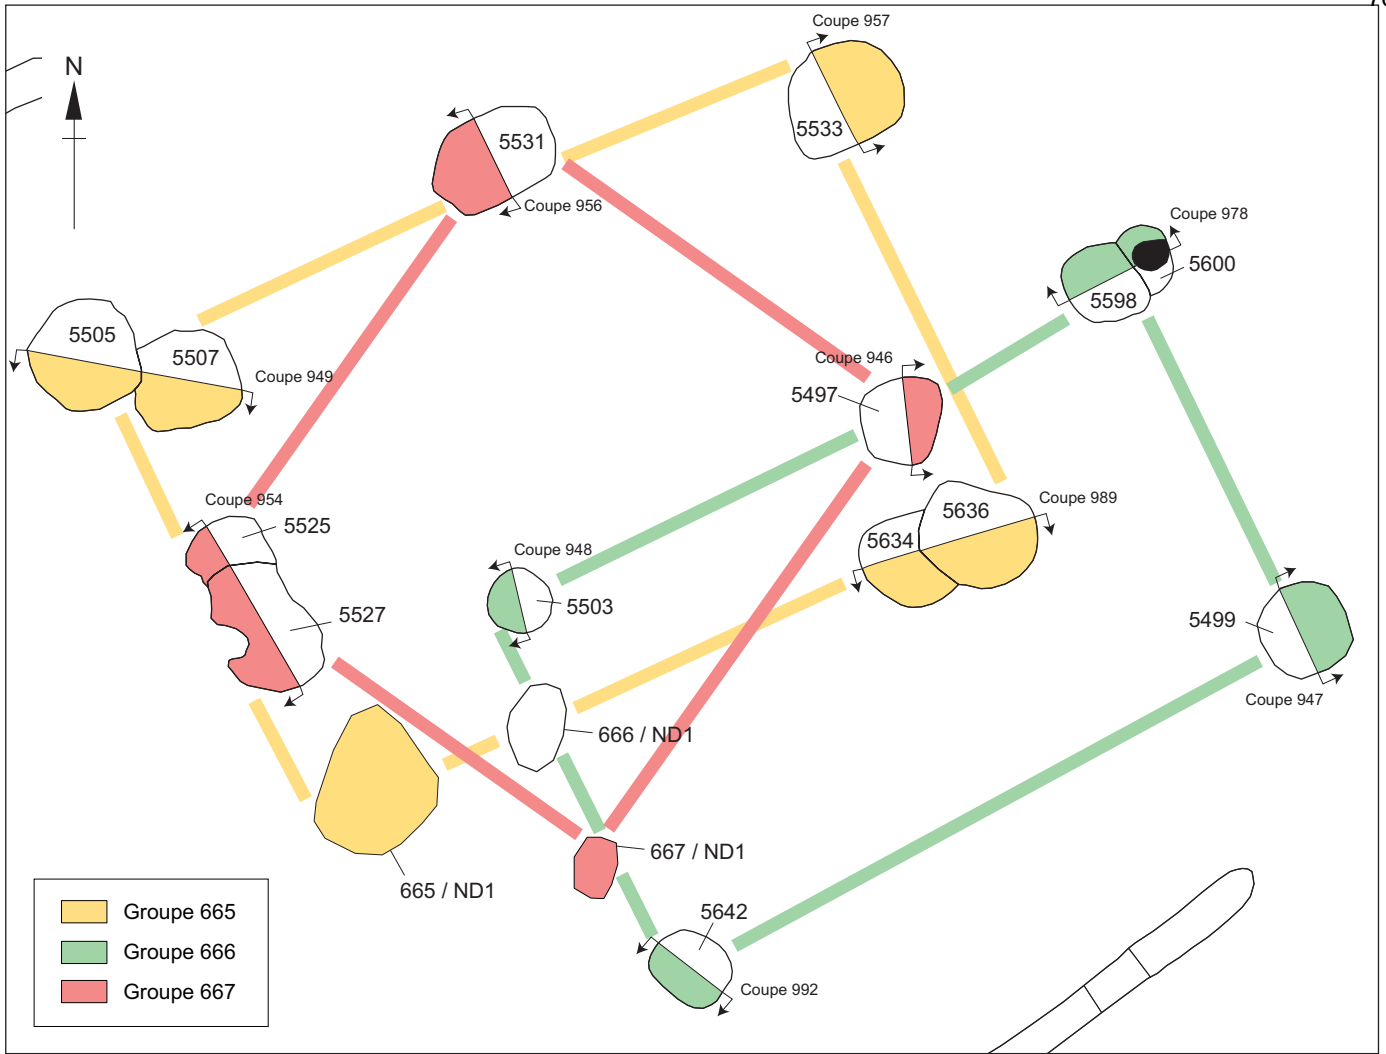 Coupe 957
N
5533
5531
Coupe 956
Coupe 978
5600
5598
5505
5507
Coupe 949
Coupe 946
5497
Coupe 954
5525
5636
Coupe 989
5634
Coupe 948
5503
5527
5499
Coupe 947
666 / ND1
667 / ND1
665 / ND1
5642
Coupe 992
Groupe 665
Groupe 666
Groupe 667